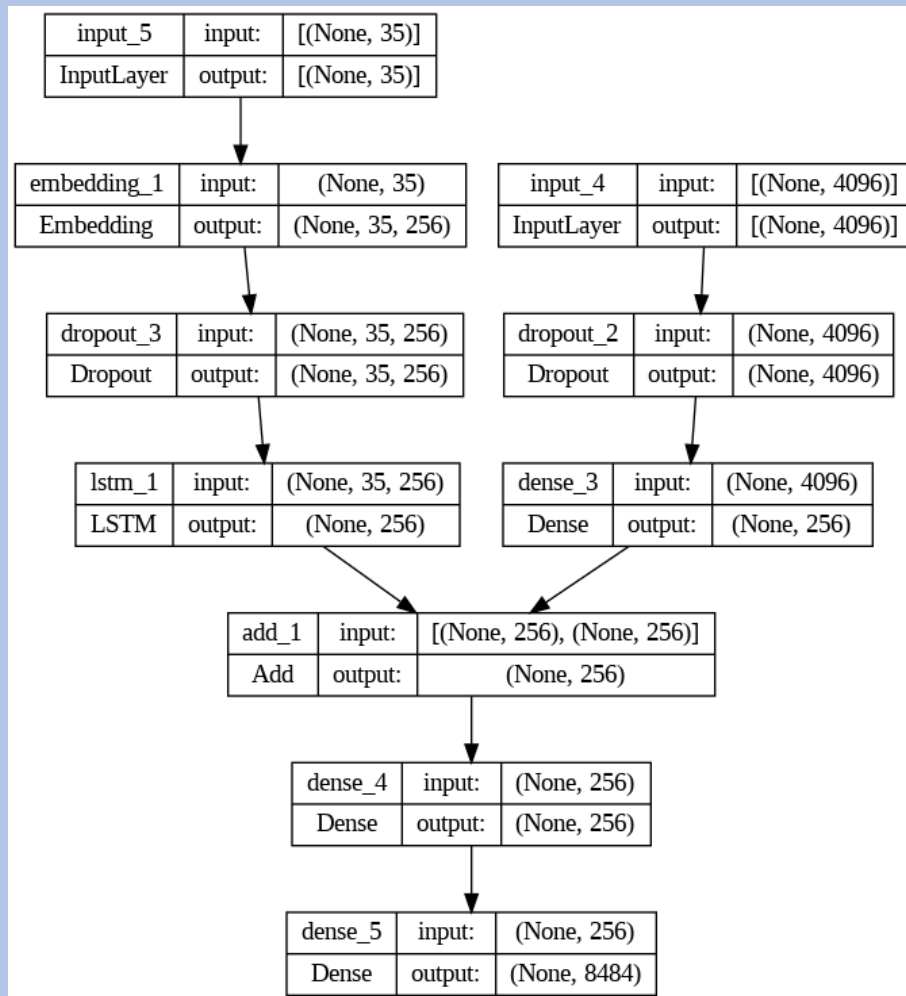 input_5 input: [(None, 35)]
InputLayer output: [(None, 35)]
embedding_1 input: (None, 35)
Embedding output: (None, 35, 256)
input_4 input: [(None, 4096)]
InputLayer output: [(None, 4096)]
dropout_3 input: (None, 35, 256)
Dropout output: (None, 35, 256)
dropout_2 input: (None, 4096)
Dropout output: (None, 4096)
lstm_1 input: (None, 35, 256)
LSTM output: (None, 256)
dense_3 input: (None, 4096)
Dense output: (None, 256)
add_1 input: [(None, 256), (None, 256)]
Add output: (None, 256)
dense_4 input: (None, 256)
Dense output: (None, 256)
dense_5 input: (None, 256)
Dense output: (None, 8484)